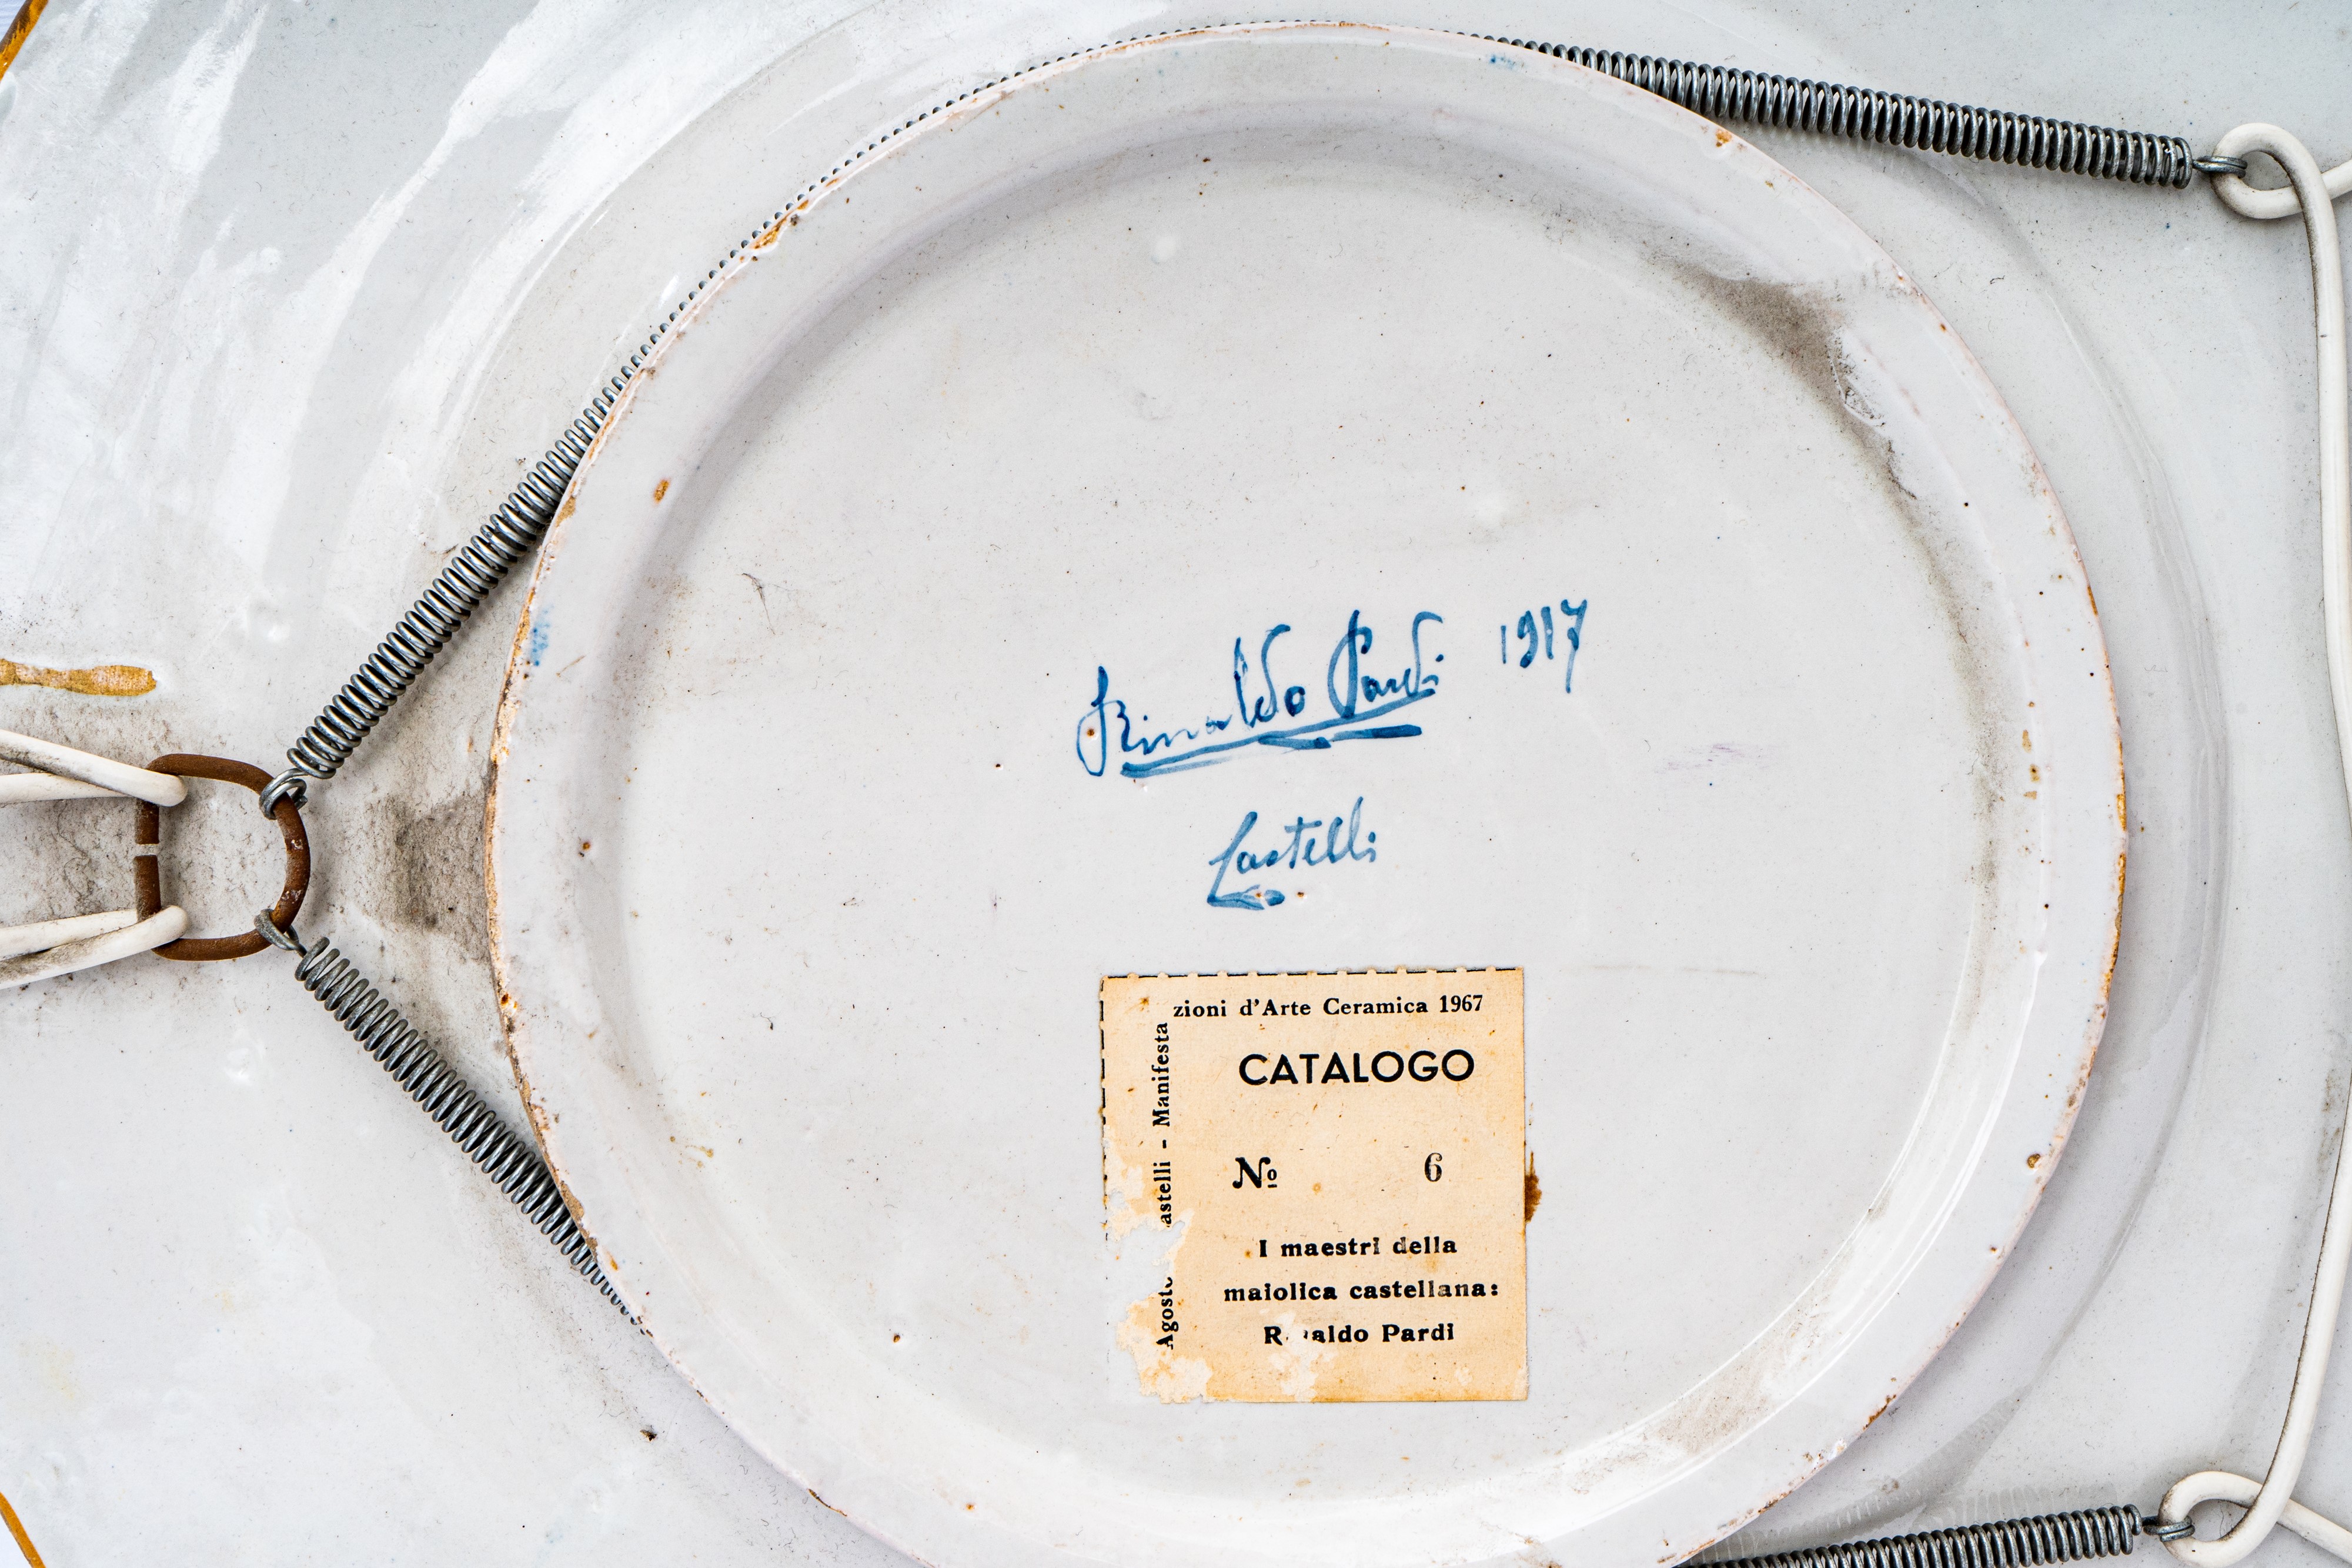 Rinaldo Pardi 1917
Castelli
Agosto astelli - Manifesta
zioni d'Arte Ceramica 1967
CATALOGO
№ 6
I maestri della
maiolica castellana:
R aldo Pardi